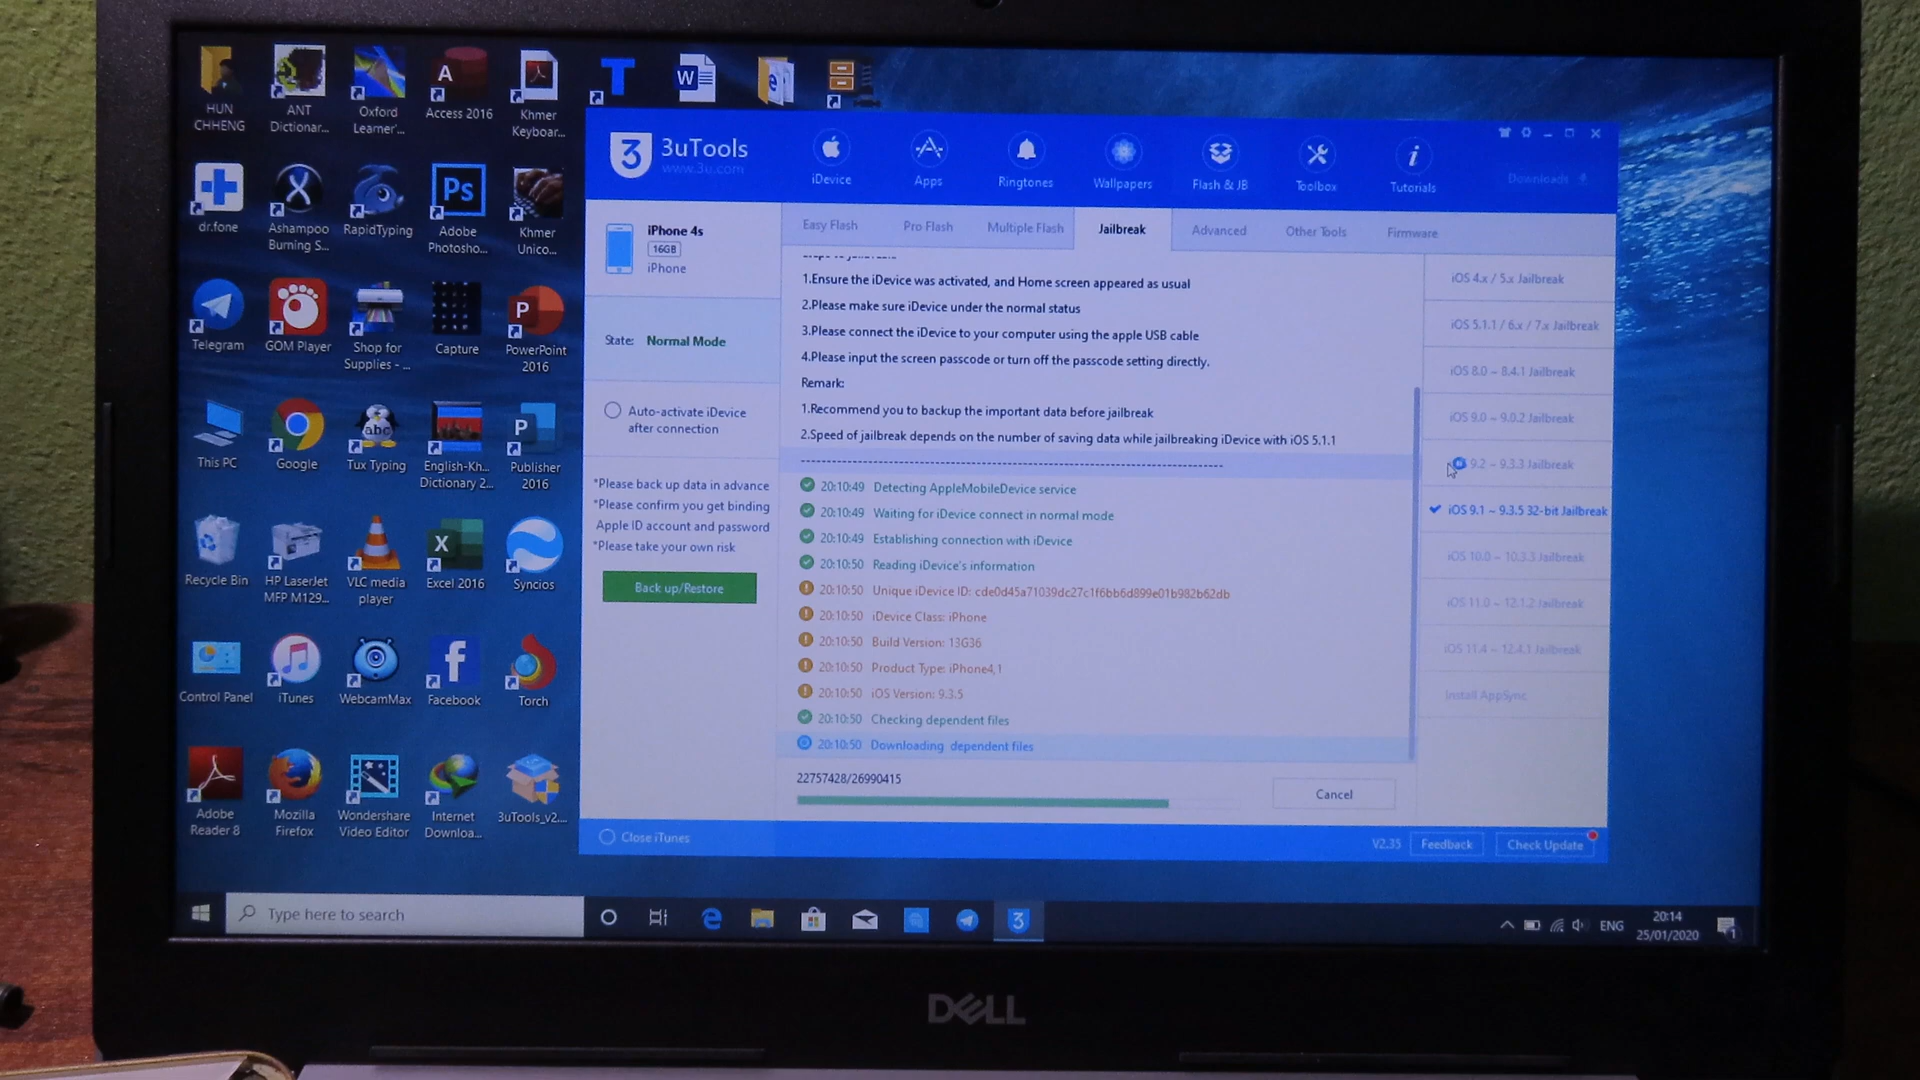 HUN
CHHENG
ANT
Dictionar...
Oxford
Learner'...
Access 2016
Khmer
Keyboar...
dr.fone
Ashampoo
Burning S...
RapidTyping
Adobe
Photosho...
Khmer
Unico...
Telegram
GOM Player
Shop for
Supplies - ...
Capture
PowerPoint
2016
This PC
Google
Tux Typing
English-Kh...
Dictionary 2...
Publisher
2016
Recycle Bin
HP LaserJet
MFP M129...
VLC media
player
Excel 2016
Syncios
Control Panel
iTunes
WebcamMax
Facebook
Torch
Adobe
Reader 8
Mozilla
Firefox
Wondershare
Video Editor
Internet
Downloa...
3uTools_v2....
3uTools
www.3u.com
iDevice
Apps
Ringtones
Wallpapers
Flash & JB
Toolbox
Tutorials
Downloads
iPhone 4s
16GB
iPhone
State: Normal Mode
Auto-activate iDevice
after connection
*Please back up data in advance
*Please confirm you get binding
Apple ID account and password
*Please take your own risk
Back up/Restore
Easy Flash
Pro Flash
Multiple Flash
Jailbreak
Advanced
Other Tools
Firmware
1.Ensure the iDevice was activated, and Home screen appeared as usual
2.Please make sure iDevice under the normal status
3.Please connect the iDevice to your computer using the apple USB cable
4.Please input the screen passcode or turn off the passcode setting directly.
Remark:
1.Recommend you to backup the important data before jailbreak
2.Speed of jailbreak depends on the number of saving data while jailbreaking iDevice with iOS 5.1.1
20:10:49 Detecting AppleMobileDevice service
20:10:49 Waiting for iDevice connect in normal mode
20:10:49 Establishing connection with iDevice
20:10:50 Reading iDevice's information
20:10:50 Unique iDevice ID: cde0d45a71039dc27c1f6bb6d899e01b982b62db
20:10:50 iDevice Class: iPhone
20:10:50 Build Version: 13G36
20:10:50 Product Type: iPhone4,1
20:10:50 iOS Version: 9.3.5
20:10:50 Checking dependent files
20:10:50 Downloading dependent files
22757428/26990415
Cancel
iOS 4.x / 5.x Jailbreak
iOS 5.1.1 / 6.x / 7.x Jailbreak
iOS 8.0 ~ 8.4.1 Jailbreak
iOS 9.0 ~ 9.0.2 Jailbreak
9.2 ~ 9.3.3 Jailbreak
iOS 9.1 ~ 9.3.5 32-bit Jailbreak
iOS 10.0 ~ 10.3.3 Jailbreak
iOS 11.0 ~ 12.1.2 Jailbreak
iOS 11.4 ~ 12.4.1 Jailbreak
Install AppSync
Close iTunes
V2.35
Feedback
Check Update
Type here to search
ENG
20:14
25/01/2020
DELL